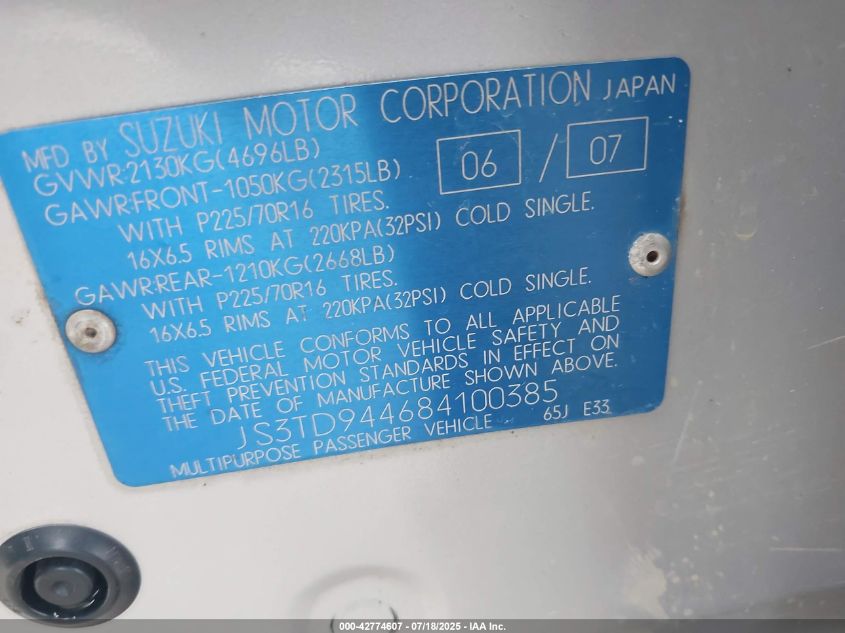 MFD BY SUZUKI MOTOR CORPORATION JAPAN
GVWR:2130KG(4696LB)
06 / 07
GAWR:FRONT-1050KG(2315LB)
WITH P225/70R16 TIRES.
16X6.5 RIMS AT 220KPA(32PSI) COLD SINGLE.
GAWR:REAR-1210KG(2668LB)
WITH P225/70R16 TIRES.
16X6.5 RIMS AT 220KPA(32PSI) COLD SINGLE.
THIS VEHICLE CONFORMS TO ALL APPLICABLE
U.S. FEDERAL MOTOR VEHICLE SAFETY AND
THEFT PREVENTION STANDARDS IN EFFECT ON
THE DATE OF MANUFACTURE SHOWN ABOVE.
JS3TD944684100385
MULTIPURPOSE PASSENGER VEHICLE 65J E33
000-42774607 - 07/18/2025 - IAA Inc.